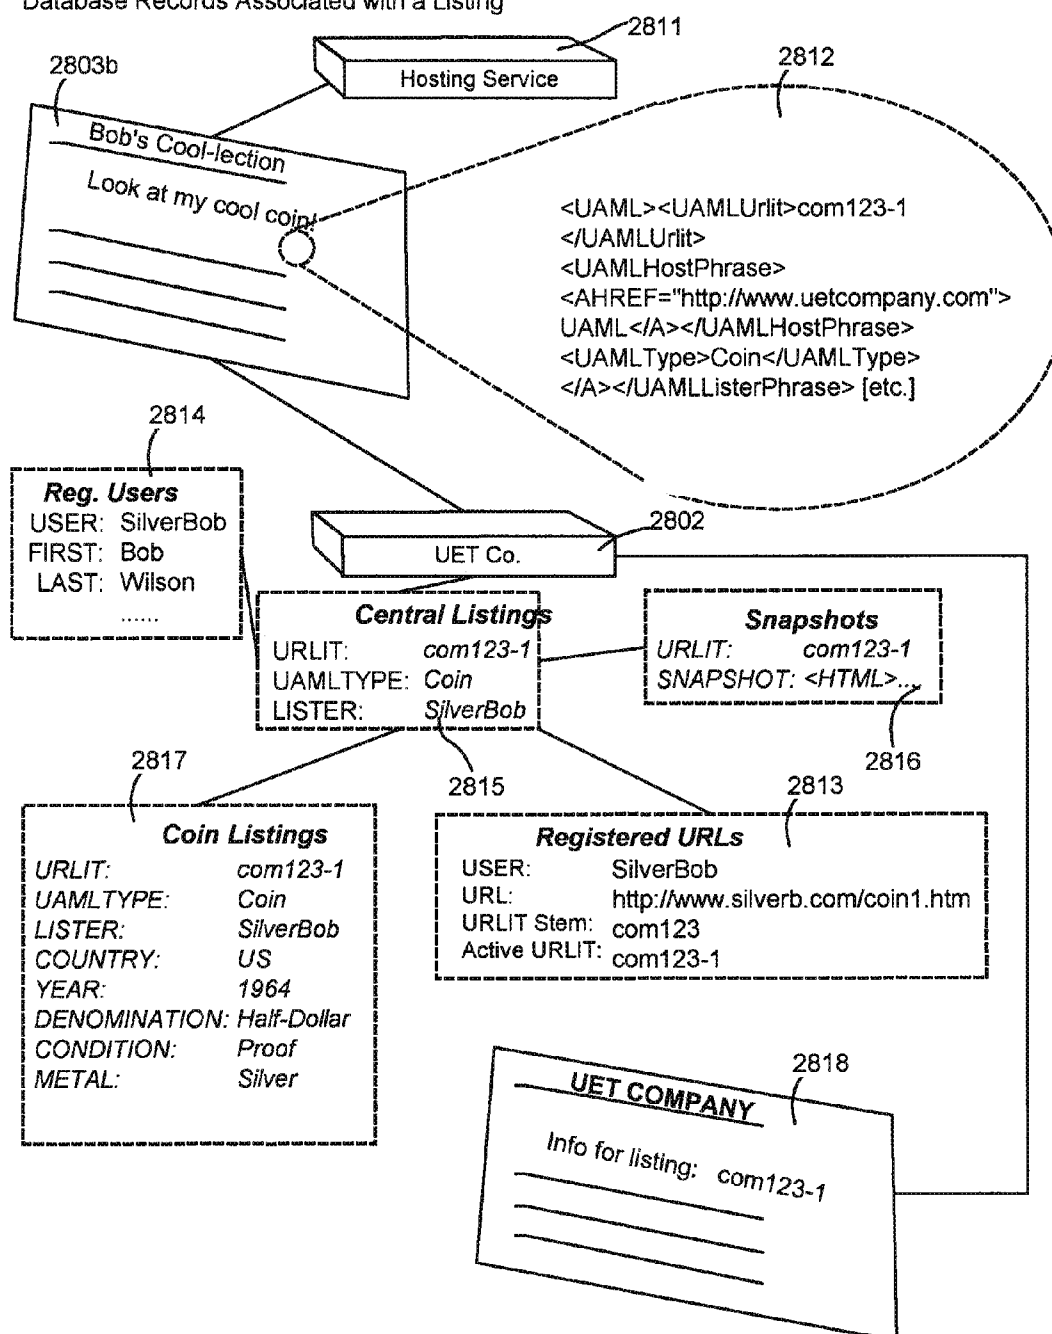 Database Records Associated with a Listing
2811
Hosting Service
2803b
2812
Bob's Cool-lection
Look at my cool coin!
<UAML><UAMLUrlit>com123-1
</UAMLUrlit>
<UAMLHostPhrase>
<AHREF="http://www.uetcompany.com">
UAML</A></UAMLHostPhrase>
<UAMLType>Coin</UAMLType>
</A></UAMLListerPhrase> [etc.]
2814
Reg. Users
USER: SilverBob
FIRST: Bob
LAST: Wilson
......
2802
UET Co.
Central Listings
URLIT: com123-1
UAMLTYPE: Coin
LISTER: SilverBob
2815
Snapshots
URLIT: com123-1
SNAPSHOT: <HTML>....
2816
2817
Coin Listings
URLIT: com123-1
UAMLTYPE: Coin
LISTER: SilverBob
COUNTRY: US
YEAR: 1964
DENOMINATION: Half-Dollar
CONDITION: Proof
METAL: Silver
2813
Registered URLs
USER: SilverBob
URL: http://www.silverb.com/coin1.htm
URLIT Stem: com123
Active URLIT: com123-1
2818
UET COMPANY
Info for listing: com123-1